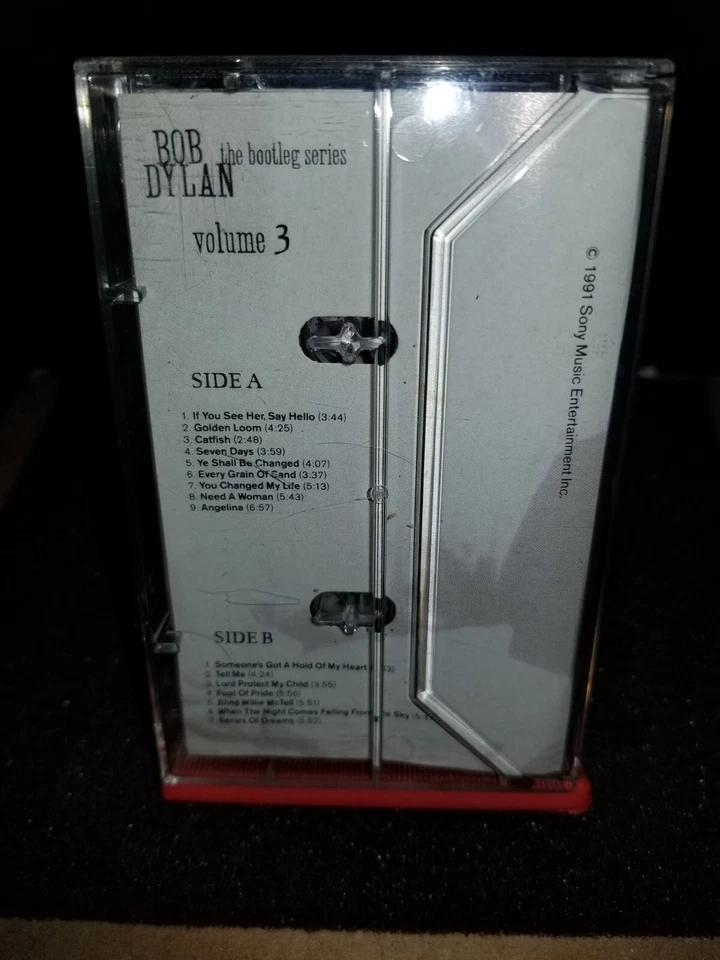 BOB
DYLAN
the bootleg series
volume 3
SIDE A
1. If You See Her, Say Hello (3:44)
2. Golden Loom (4:25)
3. Catfish (2:48)
4. Seven Days (3:59)
5. Ye Shall Be Changed (4:07)
6. Every Grain Of Sand (3:37)
7. You Changed My Life (5:13)
8. Need A Woman (5:43)
9. Angelina (6:57)
SIDE B
1. Someone's Got A Hold Of My Heart
2. Tell Me (4:24)
3. Lord Protect My Child (3:55)
4. Foot Of Pride (5:56)
5. Blind Willie McTell (5:51)
6. When The Night Comes Falling From The Sky
7. Series Of Dreams (5:52)
© 1991 Sony Music Entertainment Inc.